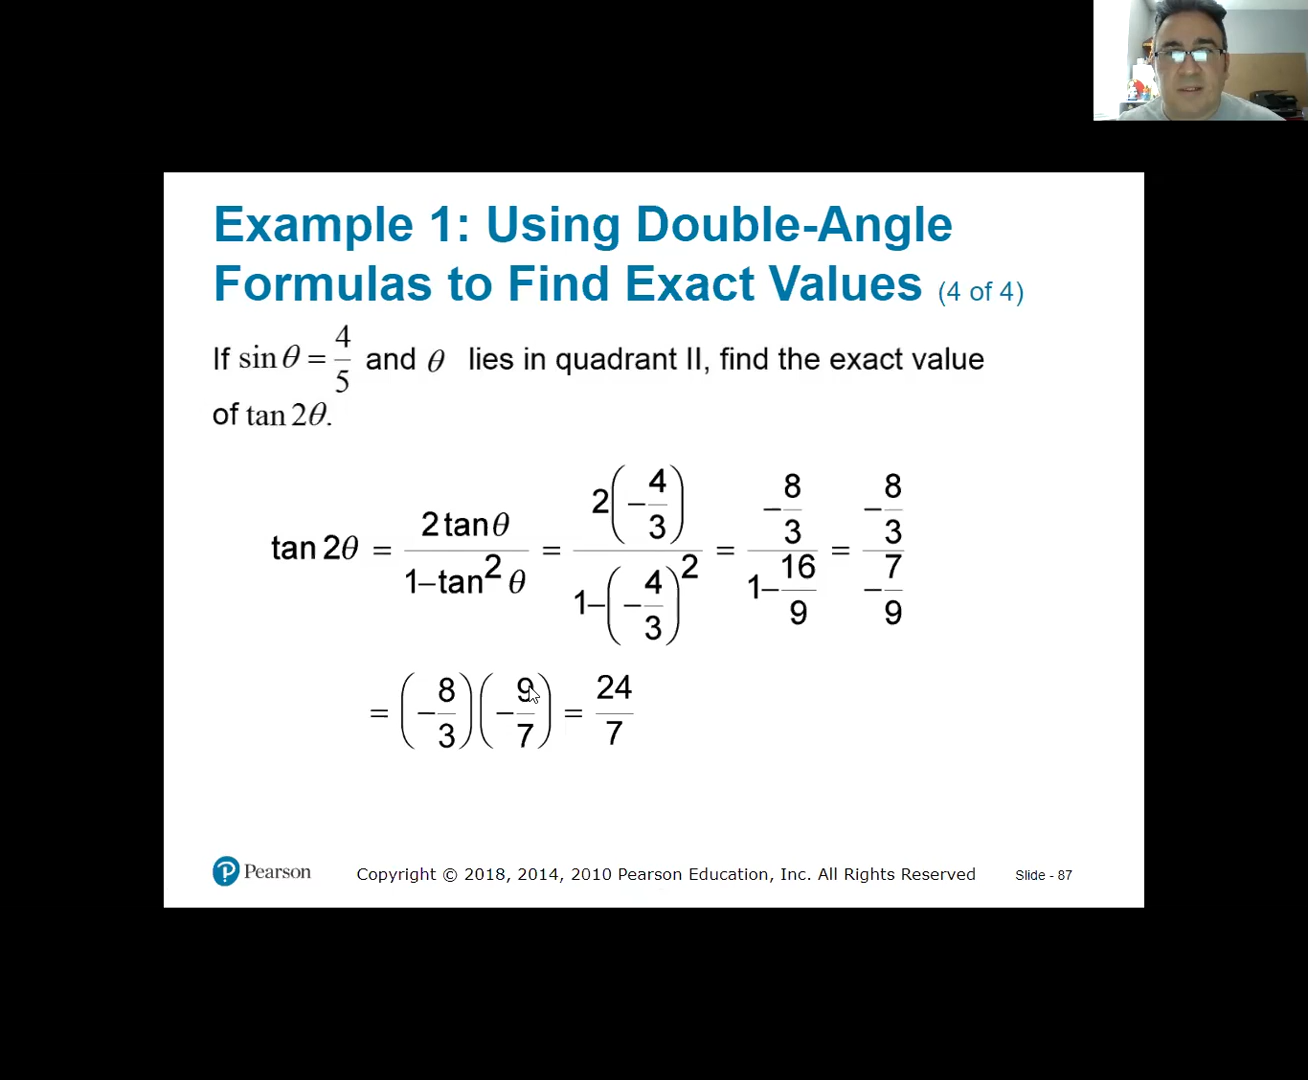 Example 1: Using Double-Angle
Formulas to Find Exact Values (4 of 4)
If sin θ = 4/5 and θ lies in quadrant II, find the exact value
of tan 2θ.
tan 2θ = 2 tan θ / (1 – tan² θ) = 2(–4/3) / (1–(–4/3)²) = (–8/3) / (1–16/9) = (–8/3) / (–7/9)
= (–8/3)(–9/7) = 24/7
Pearson Copyright © 2018, 2014, 2010 Pearson Education, Inc. All Rights Reserved Slide - 87